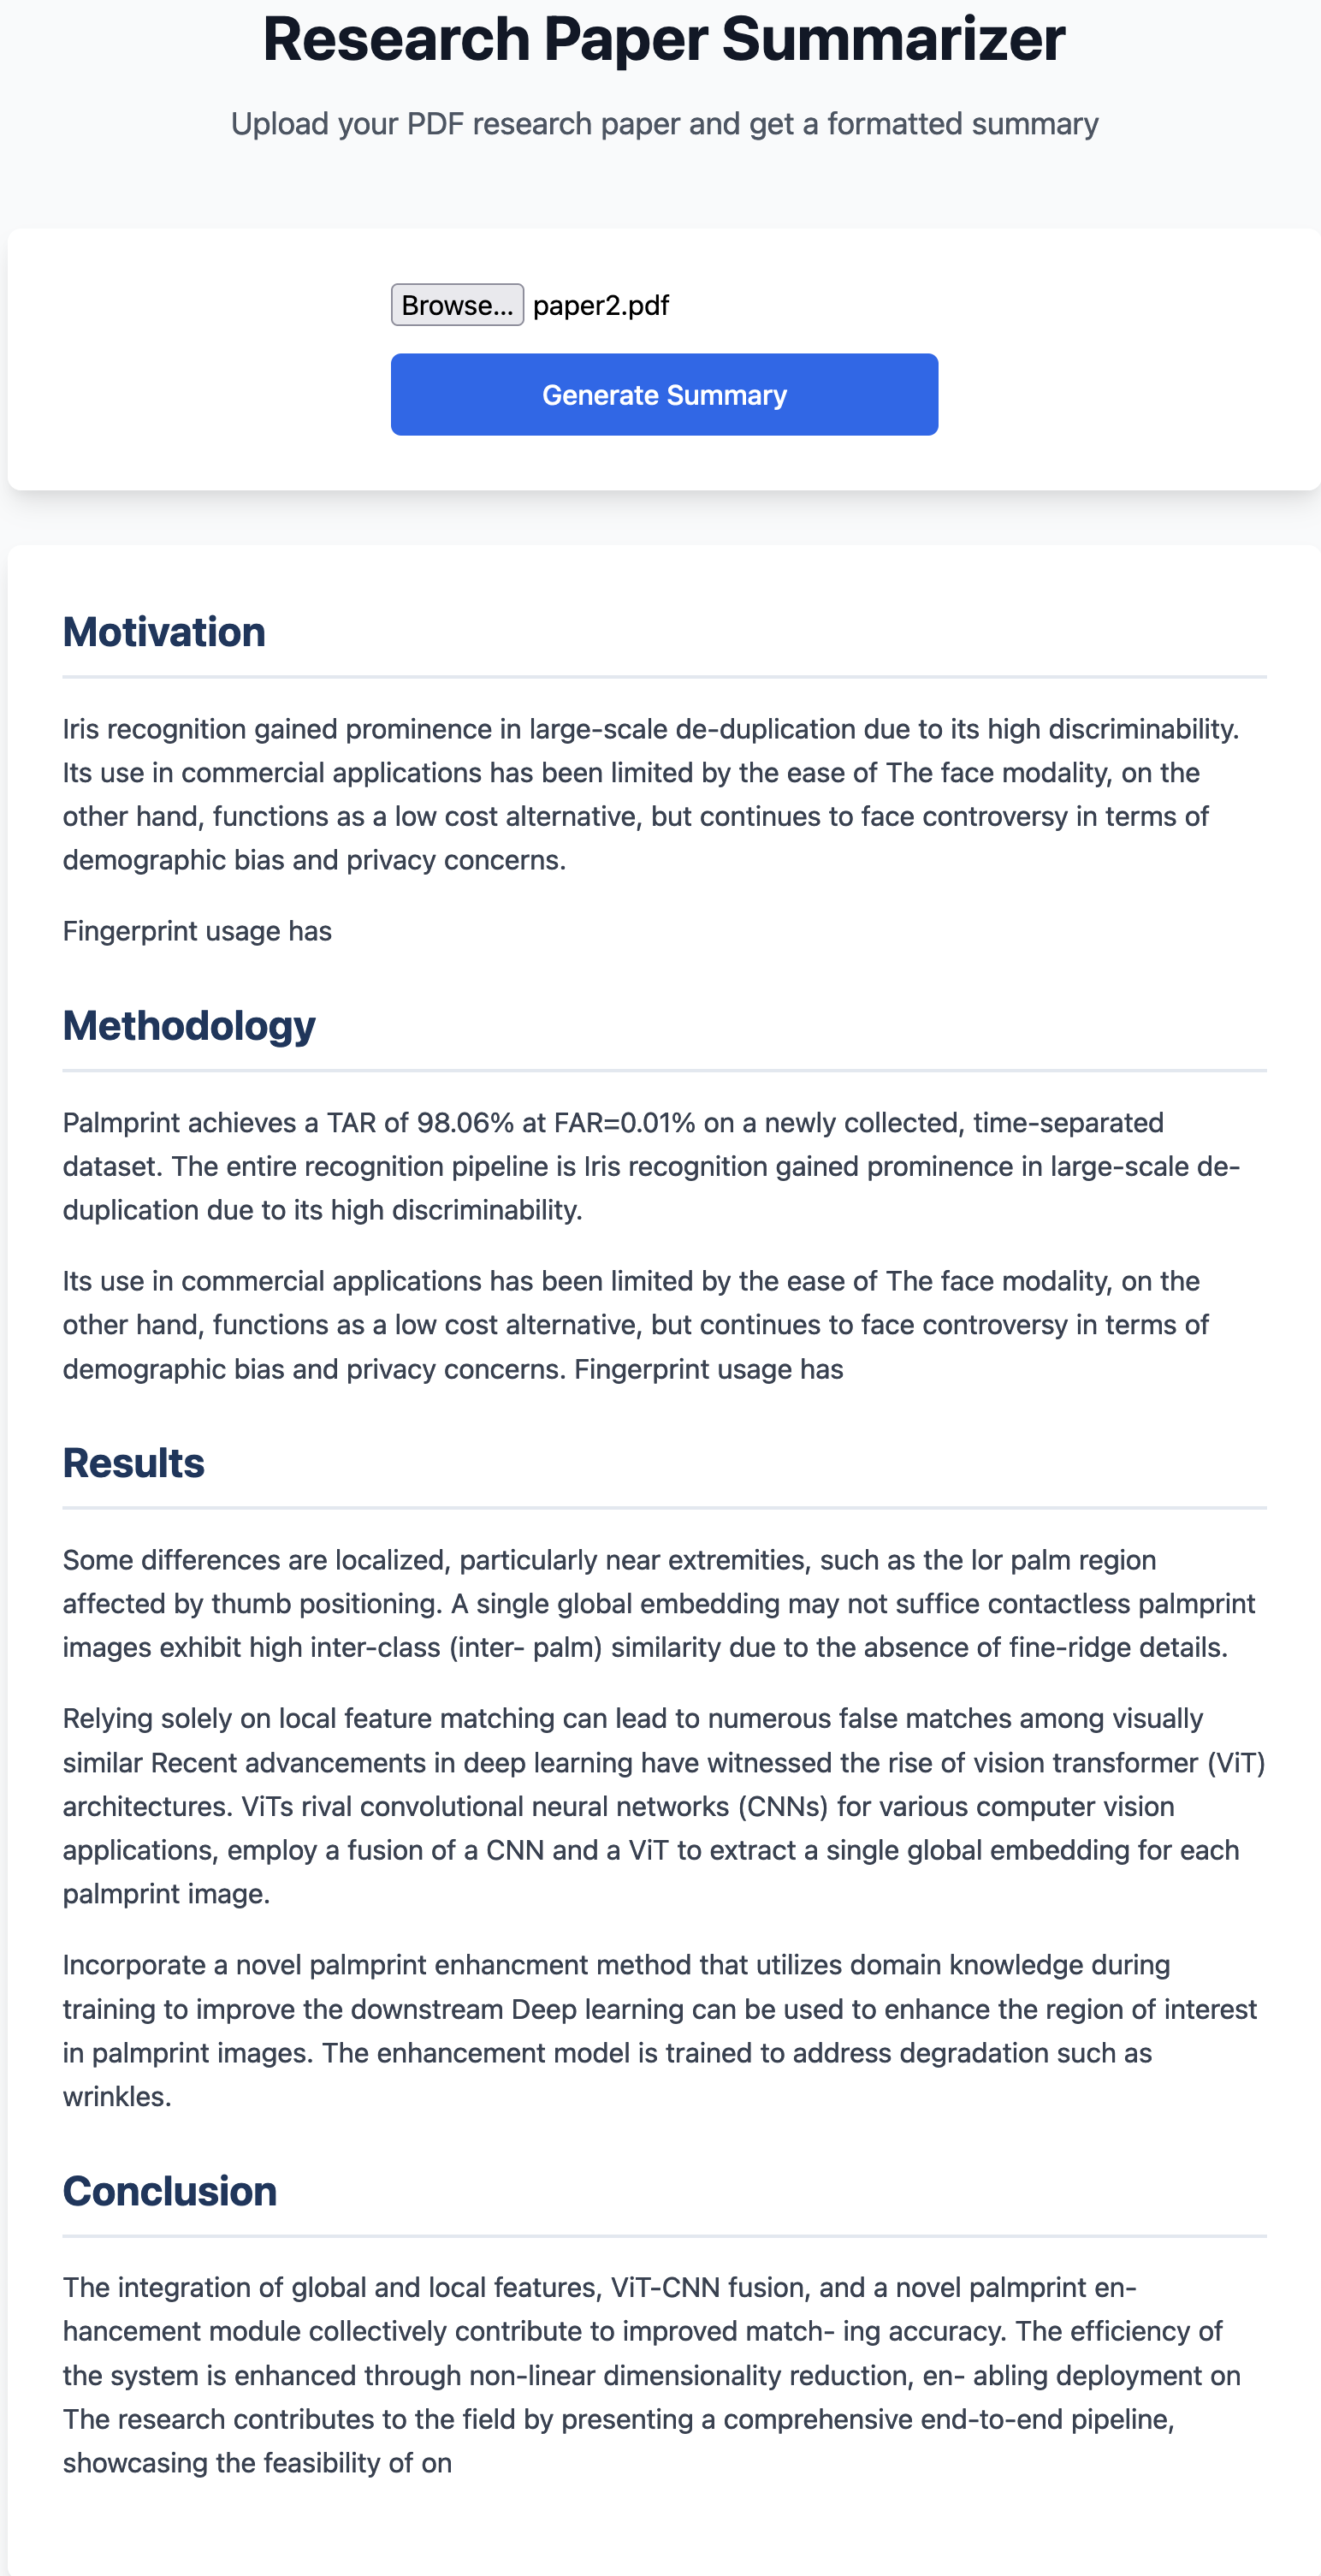 Research Paper Summarizer
Upload your PDF research paper and get a formatted summary
Browse... paper2.pdf
Generate Summary
Motivation
Iris recognition gained prominence in large-scale de-duplication due to its high discriminability.
Its use in commercial applications has been limited by the ease of The face modality, on the
other hand, functions as a low cost alternative, but continues to face controversy in terms of
demographic bias and privacy concerns.
Fingerprint usage has
Methodology
Palmprint achieves a TAR of 98.06% at FAR=0.01% on a newly collected, time-separated
dataset. The entire recognition pipeline is Iris recognition gained prominence in large-scale de-
duplication due to its high discriminability.
Its use in commercial applications has been limited by the ease of The face modality, on the
other hand, functions as a low cost alternative, but continues to face controversy in terms of
demographic bias and privacy concerns. Fingerprint usage has
Results
Some differences are localized, particularly near extremities, such as the lor palm region
affected by thumb positioning. A single global embedding may not suffice contactless palmprint
images exhibit high inter-class (inter- palm) similarity due to the absence of fine-ridge details.
Relying solely on local feature matching can lead to numerous false matches among visually
similar Recent advancements in deep learning have witnessed the rise of vision transformer (ViT)
architectures. ViTs rival convolutional neural networks (CNNs) for various computer vision
applications, employ a fusion of a CNN and a ViT to extract a single global embedding for each
palmprint image.
Incorporate a novel palmprint enhancment method that utilizes domain knowledge during
training to improve the downstream Deep learning can be used to enhance the region of interest
in palmprint images. The enhancement model is trained to address degradation such as
wrinkles.
Conclusion
The integration of global and local features, ViT-CNN fusion, and a novel palmprint en-
hancement module collectively contribute to improved match- ing accuracy. The efficiency of
the system is enhanced through non-linear dimensionality reduction, en- abling deployment on
The research contributes to the field by presenting a comprehensive end-to-end pipeline,
showcasing the feasibility of on